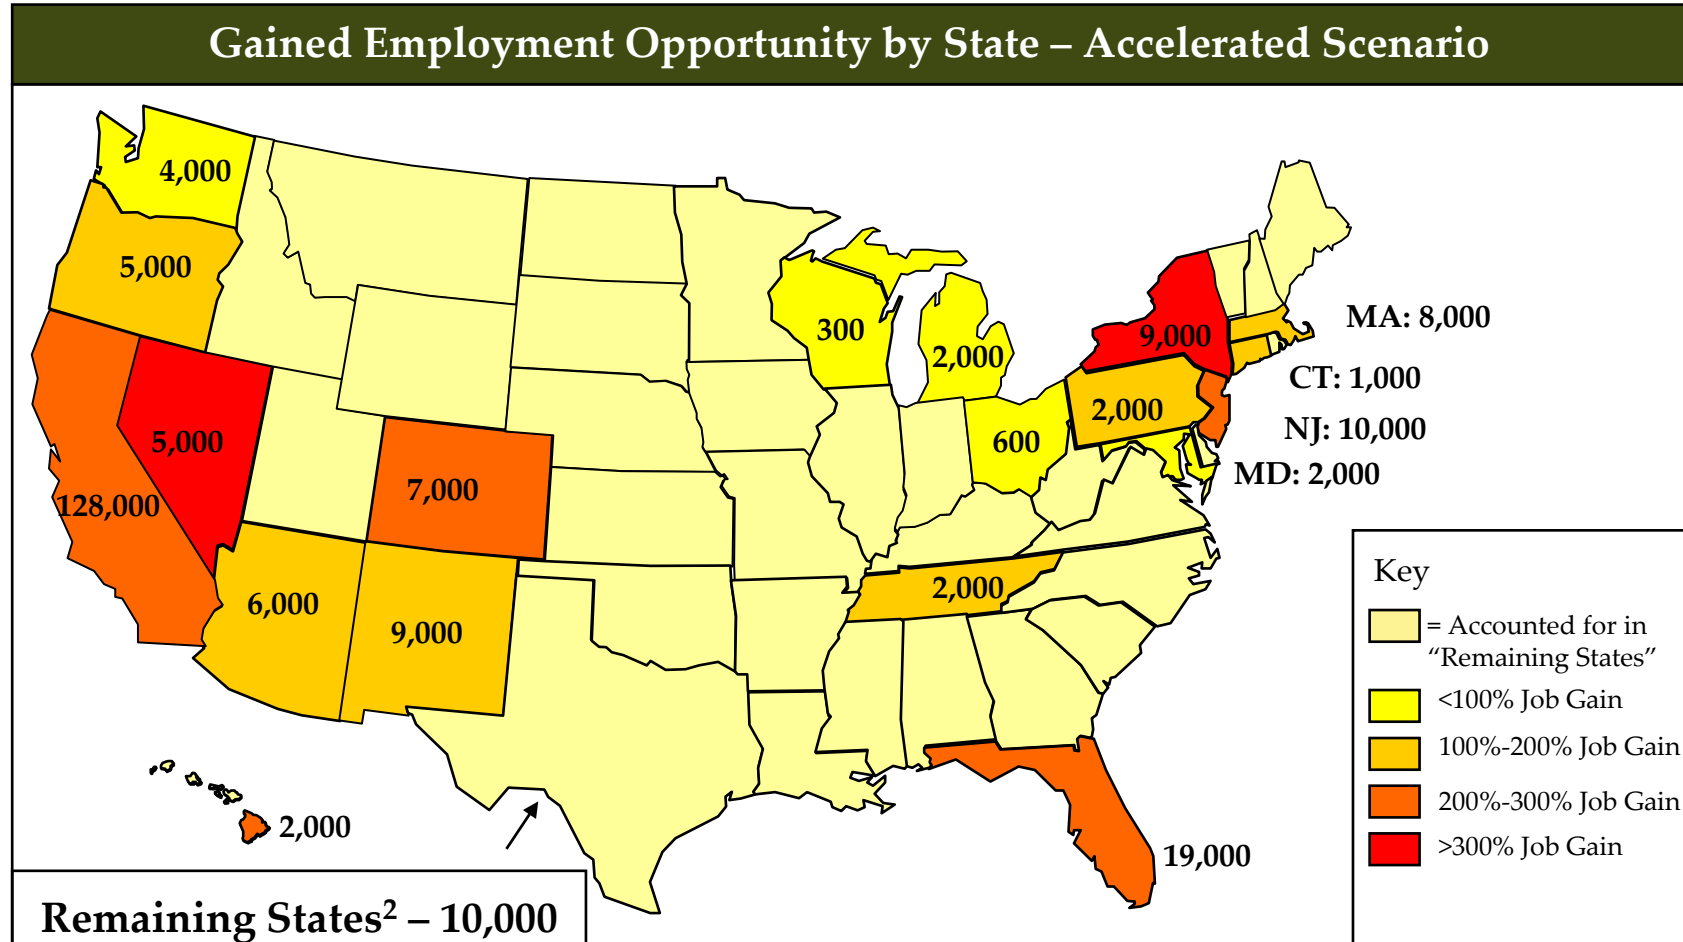 Gained Employment Opportunity by State – Accelerated Scenario
4,000
5,000
300
2,000
9,000
MA: 8,000
CT: 1,000
2,000
NJ: 10,000
600
MD: 2,000
5,000
7,000
128,000
6,000
9,000
2,000
2,000
19,000
Key
= Accounted for in
“Remaining States”
<100% Job Gain
100%-200% Job Gain
200%-300% Job Gain
>300% Job Gain
Remaining States² – 10,000